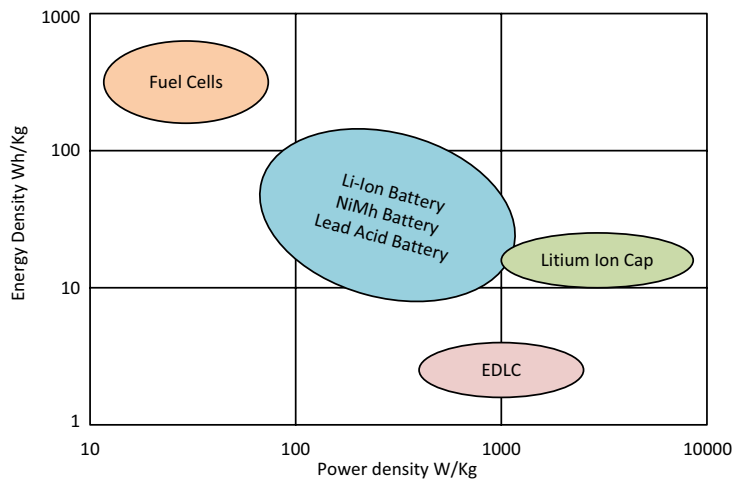 1000
Fuel Cells
100
Energy Density Wh/Kg
Li-Ion Battery
NiMh Battery
Lead Acid Battery
Litium Ion Cap
10
EDLC
1
10
100
1000
10000
Power density W/Kg